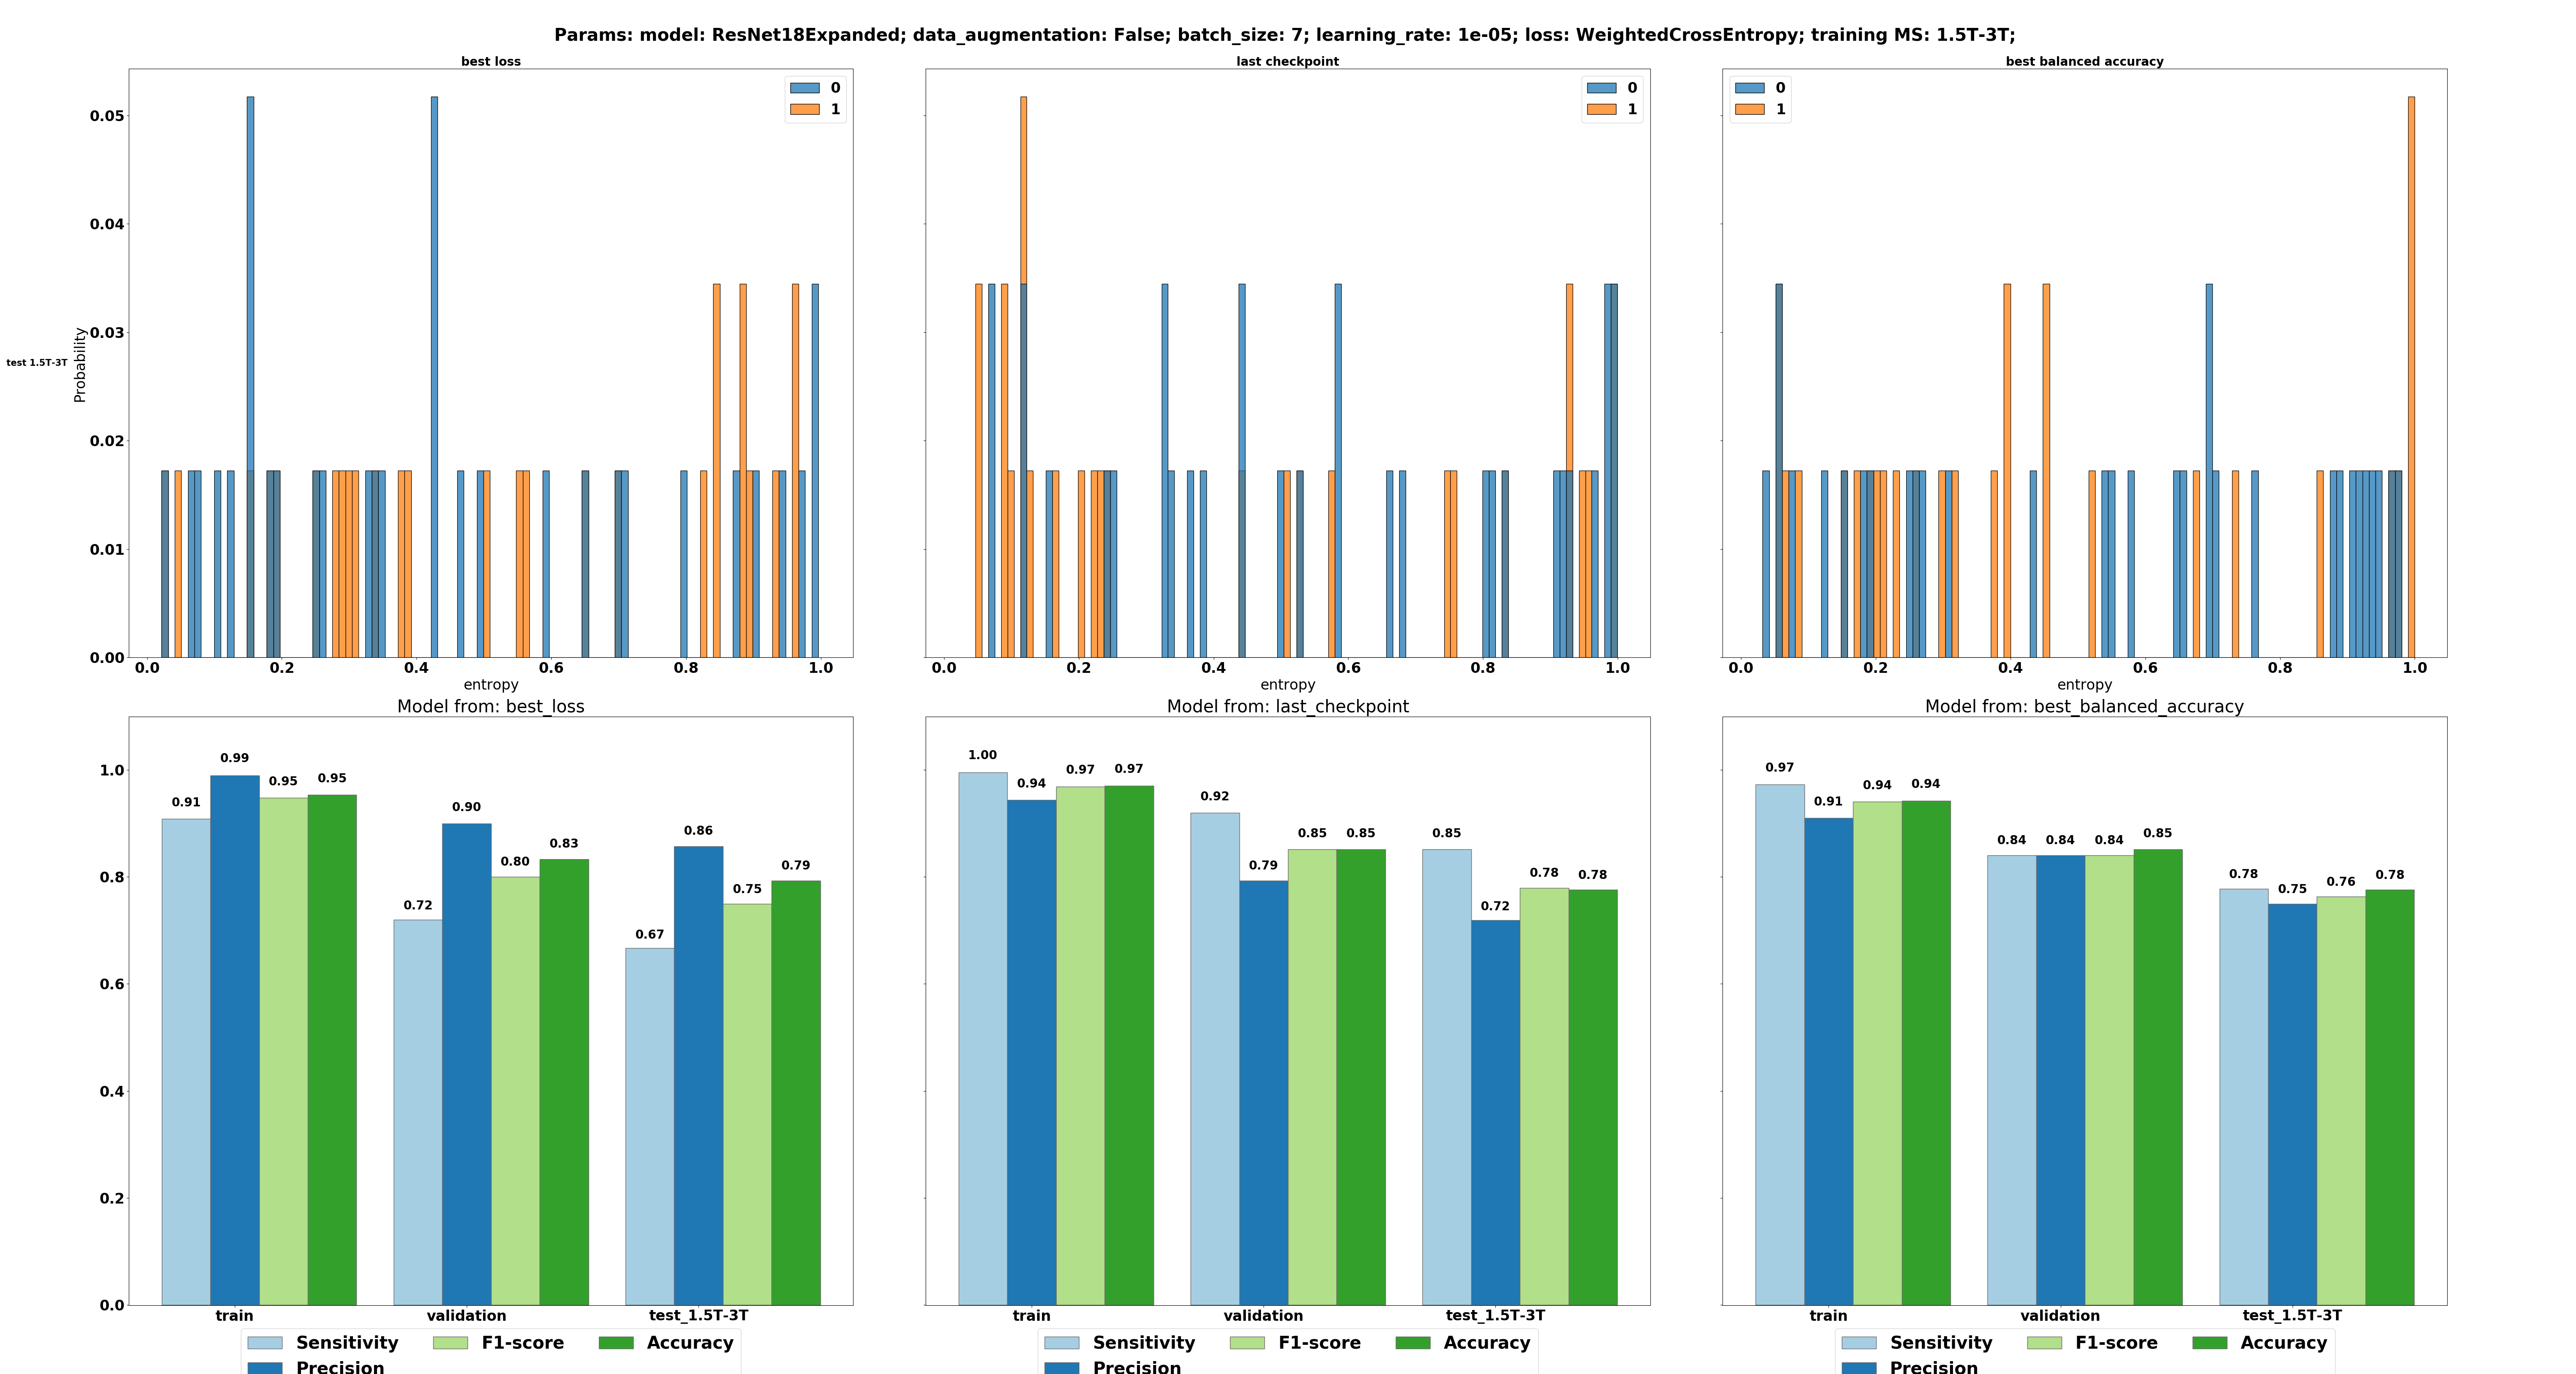 Params: model: ResNet18Expanded; data_augmentation: False; batch_size: 7; learning_rate: 1e-05; loss: WeightedCrossEntropy; training MS: 1.5T-3T;
best loss
last checkpoint
best balanced accuracy
0
1
0
1
0
1
0.05
0.04
0.03
0.02
0.01
0.00
test 1.5T-3T
Probability
0.0 0.2 0.4 0.6 0.8 1.0
0.0 0.2 0.4 0.6 0.8 1.0
0.0 0.2 0.4 0.6 0.8 1.0
entropy
entropy
entropy
Model from: best_loss
Model from: last_checkpoint
Model from: best_balanced_accuracy
1.0
0.8
0.6
0.4
0.2
0.0
0.91 0.99 0.95 0.95
0.72 0.90 0.80 0.83
0.67 0.86 0.75 0.79
1.00 0.94 0.97 0.97
0.92 0.79 0.85 0.85
0.85 0.72 0.78 0.78
0.97 0.91 0.94 0.94
0.84 0.84 0.84 0.85
0.78 0.75 0.76 0.78
train validation test_1.5T-3T
train validation test_1.5T-3T
train validation test_1.5T-3T
Sensitivity F1-score Accuracy
Precision
Sensitivity F1-score Accuracy
Precision
Sensitivity F1-score Accuracy
Precision